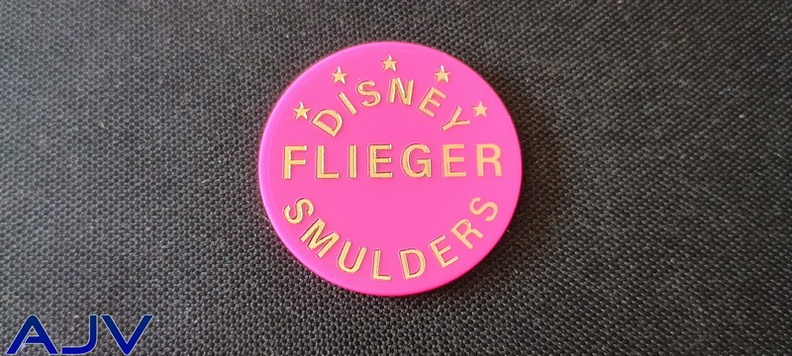 DISNEY
FLIEGER
SMULDERS
AJV